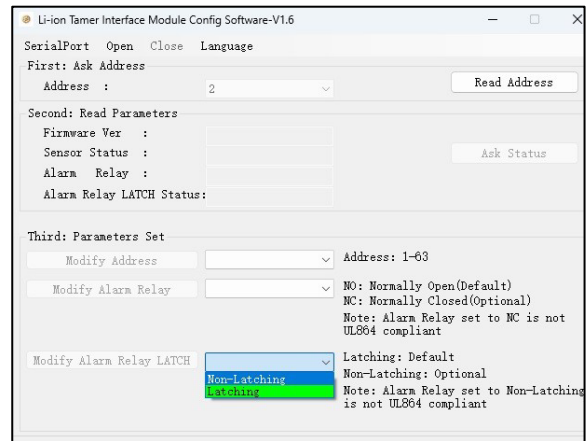 Li-ion Tamer Interface Module Config Software-V1.6
SerialPort Open Close Language
First: Ask Address
Address : 2
Read Address
Second: Read Parameters
Firmware Ver :
Sensor Status :
Ask Status
Alarm Relay :
Alarm Relay LATCH Status:
Third: Parameters Set
Modify Address
Address: 1-63
Modify Alarm Relay
NO: Normally Open(Default)
NC: Normally Closed(Optional)
Note: Alarm Relay set to NC is not
UL864 compliant
Modify Alarm Relay LATCH
Non-Latching
Latching
Latching: Default
Non-Latching: Optional
Note: Alarm Relay set to Non-Latching
is not UL864 compliant